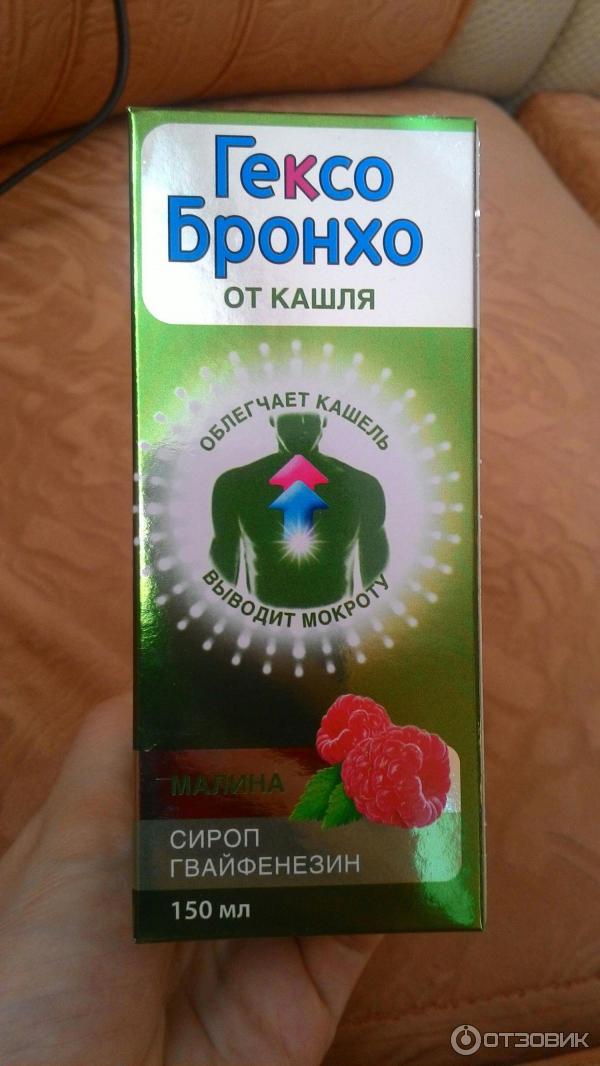 Гексо
Бронхо
ОТ КАШЛЯ
ОБЛЕГЧАЕТ КАШЕЛЬ
ВЫВОДИТ МОКРОТУ
МАЛИНА
СИРОП
ГВАЙФЕНЕЗИН
150 мл
ОТЗОВИК